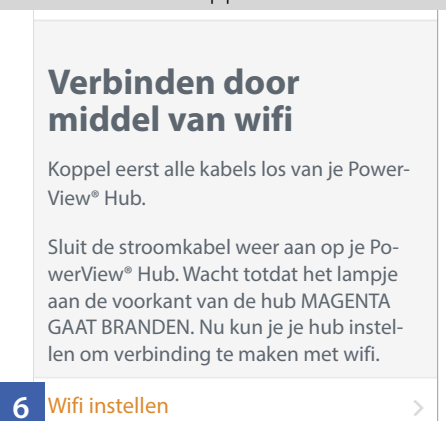 Verbinden door
middel van wifi
Koppel eerst alle kabels los van je Power-
View® Hub.
Sluit de stroomkabel weer aan op je Po-
werView® Hub. Wacht totdat het lampje
aan de voorkant van de hub MAGENTA
GAAT BRANDEN. Nu kun je je hub instel-
len om verbinding te maken met wifi.
6 Wifi instellen